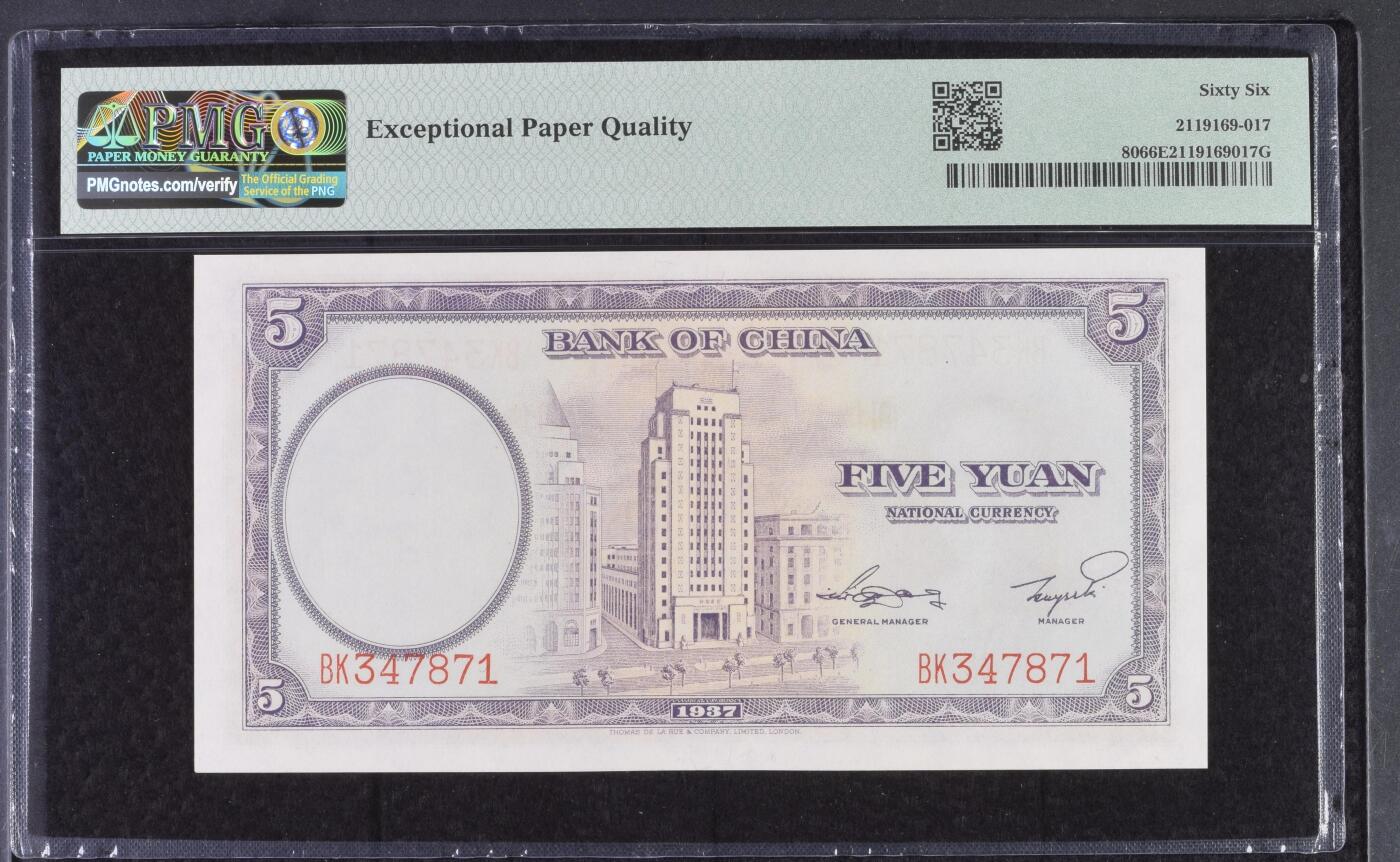 PMG
PAPER MONEY GUARANTY
PMGnotes.com/verify
The Official Grading
Service of the PNG
Exceptional Paper Quality
Sixty Six
2119169-017
8066E2119169017G
5
5
BANK OF CHINA
FIVE YUAN
NATIONAL CURRENCY
GENERAL MANAGER
MANAGER
BK347871
BK347871
5
5
1937
THOMAS DE LA RUE & COMPANY, LIMITED, LONDON.